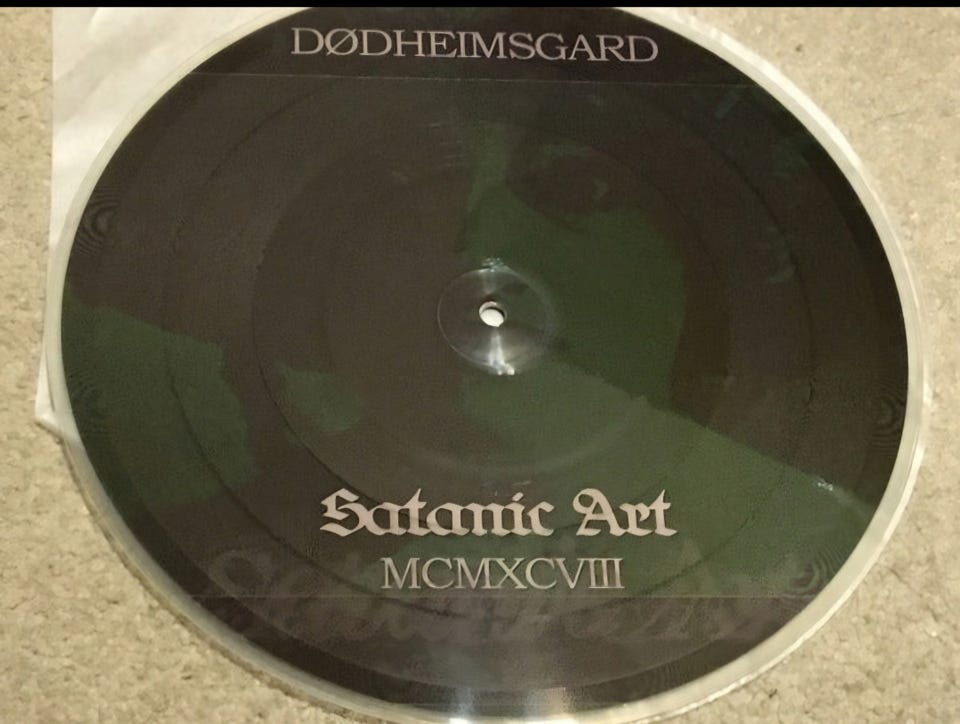 DØDHEIMSGARD
Satanic Art
MCMXCVIII